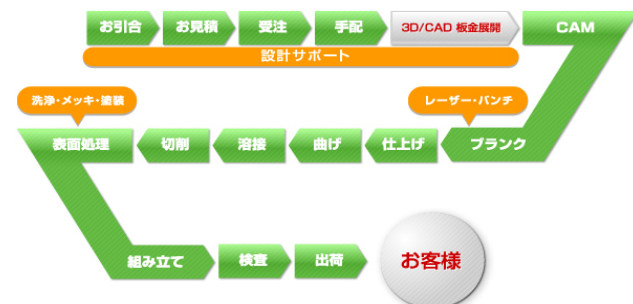 お引合
お見積
受注
手配
3D/CAD 板金展開
CAM
設計サポート
洗浄・メッキ・塗装
レーザー・パンチ
表面処理
切削
溶接
曲げ
仕上げ
ブランク
組み立て
検査
出荷
お客様